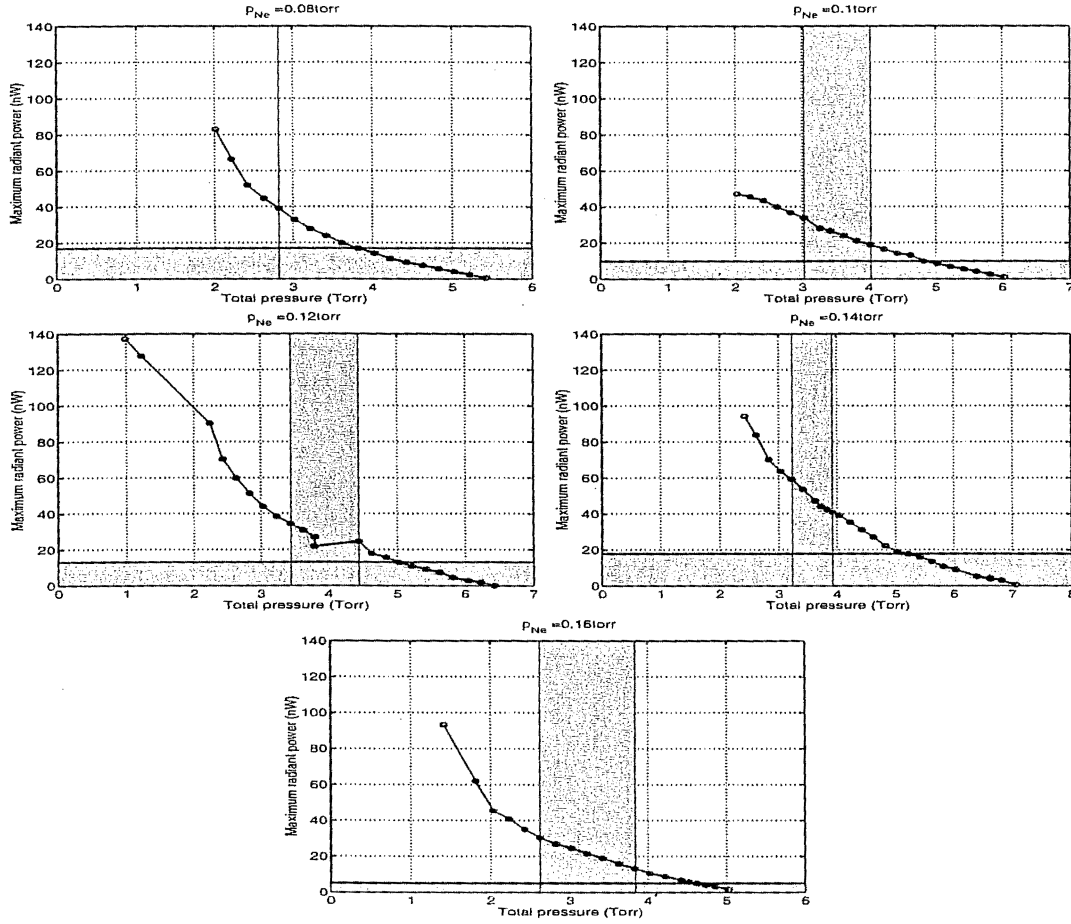 p Ne =0.08torr
Maximum radiant power (nW)
140
120
100
80
60
40
20
0
0 1 2 3 4 5 6
Total pressure (Torr)
p Ne =0.1torr
Maximum radiant power (nW)
140
120
100
80
60
40
20
0
0 1 2 3 4 5 6 7
Total pressure (Torr)
p Ne =0.12torr
Maximum radiant power (nW)
140
120
100
80
60
40
20
0
0 1 2 3 4 5 6 7
Total pressure (Torr)
p Ne =0.14torr
Maximum radiant power (nW)
140
120
100
80
60
40
20
0
0 1 2 3 4 5 6 7 8
Total pressure (Torr)
p Ne =0.16torr
Maximum radiant power (nW)
140
120
100
80
60
40
20
0
0 1 2 3 4 5 6
Total pressure (Torr)